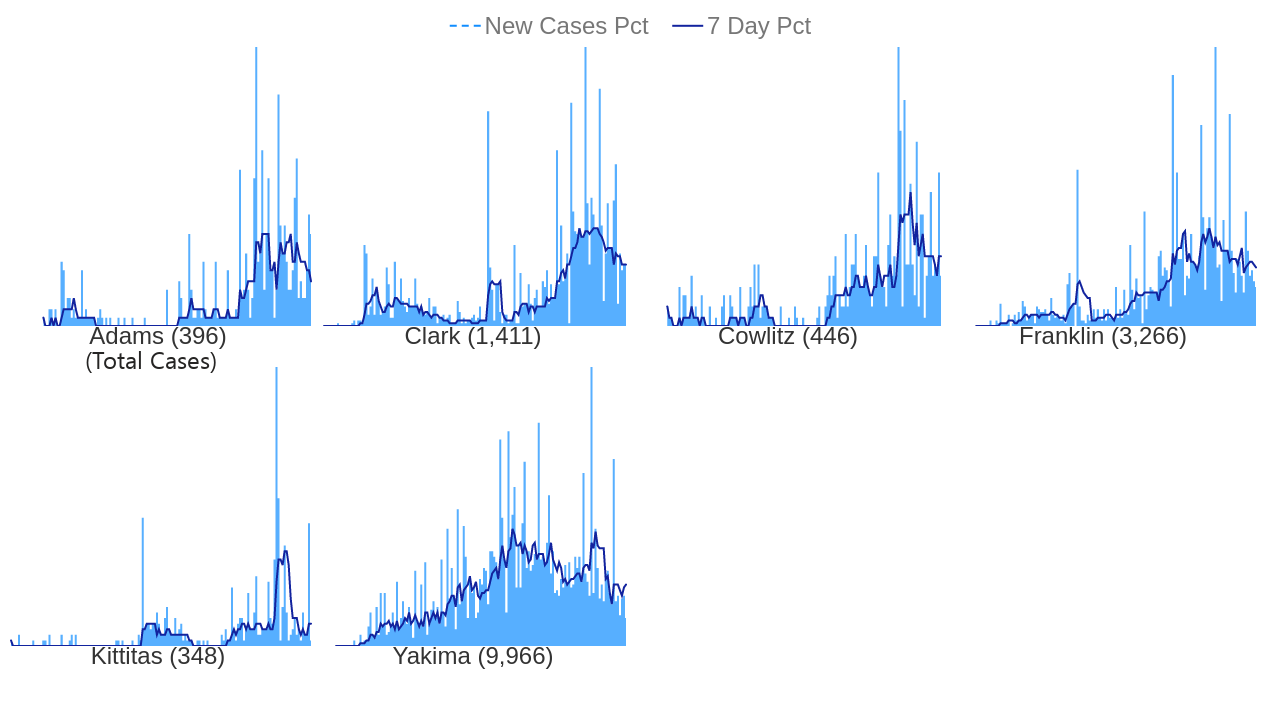 New Cases Pct 7 Day Pct
Adams (396) Clark (1,411) Cowlitz (446) Franklin (3,266)
(Total Cases)
Kittitas (348) Yakima (9,966)